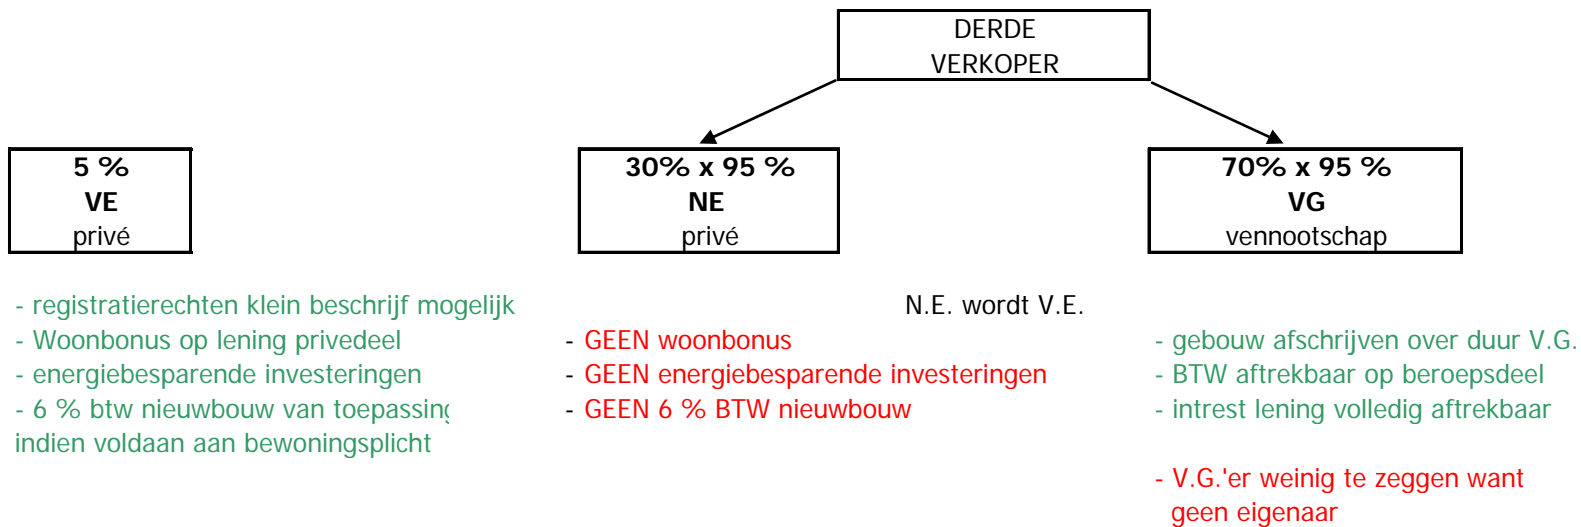 DERDE
VERKOPER
5 %
VE
privé
30% x 95 %
NE
privé
70% x 95 %
VG
vennootschap
- registratierechten klein beschrijf mogelijk
- Woonbonus op lening privedeel
- energiebesparende investeringen
- 6 % btw nieuwbouw van toepassing
indien voldaan aan bewoningsplicht
N.E. wordt V.E.
- GEEN woonbonus
- GEEN energiebesparende investeringen
- GEEN 6 % BTW nieuwbouw
- gebouw afschrijven over duur V.G.
- BTW aftrekbaar op beroepsdeel
- intrest lening volledig aftrekbaar
- V.G.'er weinig te zeggen want
geen eigenaar